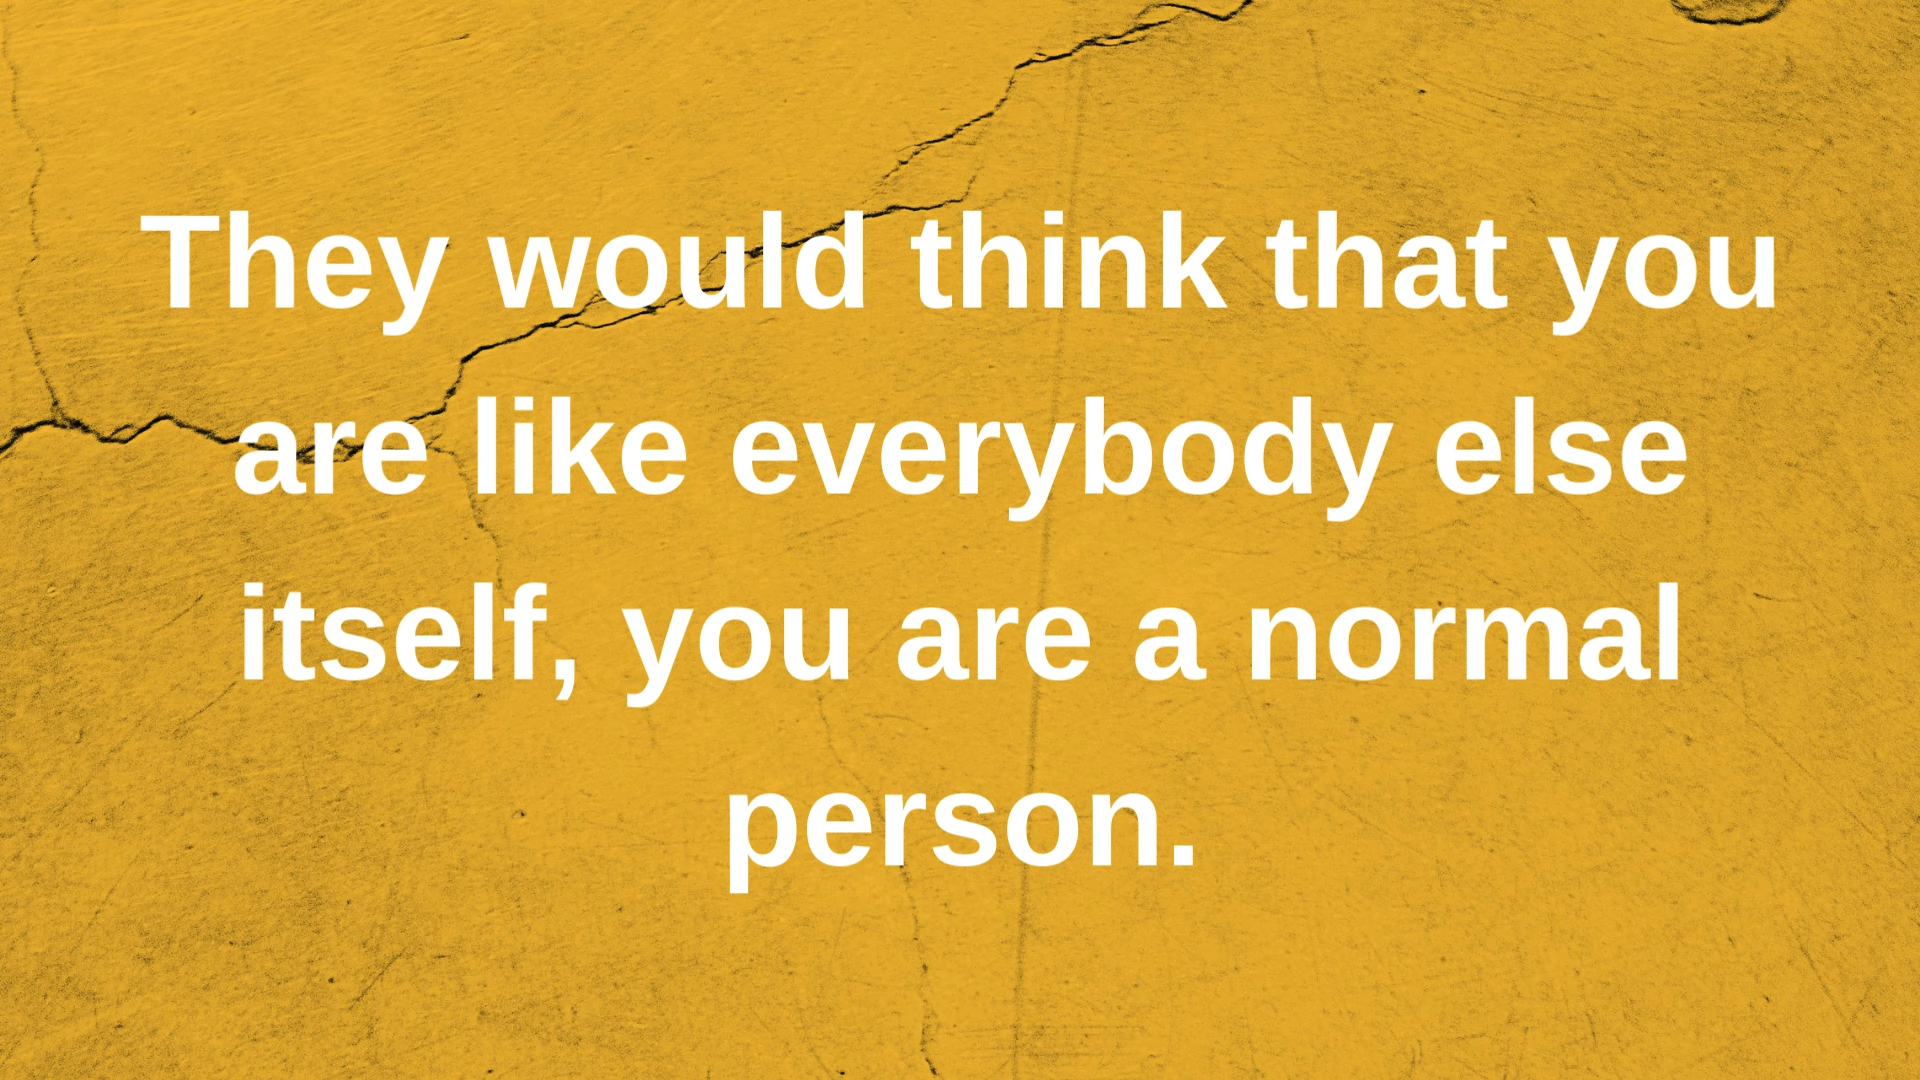 They would think that you
are like everybody else
itself, you are a normal
person.